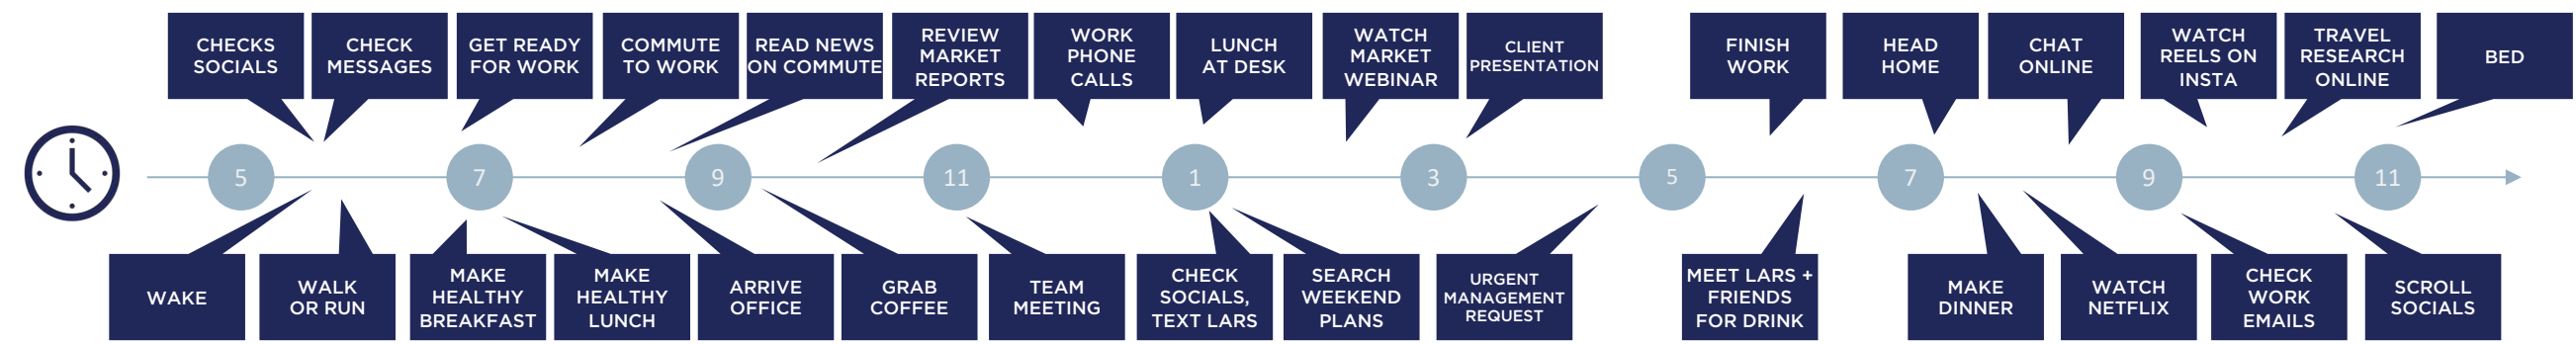 CHECKS
SOCIALS
CHECK
MESSAGES
GET READY
FOR WORK
COMMUTE
TO WORK
READ NEWS
ON COMMUTE
REVIEW
MARKET
REPORTS
WORK
PHONE
CALLS
LUNCH
AT DESK
WATCH
MARKET
WEBINAR
CLIENT
PRESENTATION
FINISH
WORK
HEAD
HOME
CHAT
ONLINE
WATCH
REELS ON
INSTA
TRAVEL
RESEARCH
ONLINE
BED
5
7
9
11
1
3
5
7
9
11
WAKE
WALK
OR RUN
MAKE
HEALTHY
BREAKFAST
MAKE
HEALTHY
LUNCH
ARRIVE
OFFICE
GRAB
COFFEE
TEAM
MEETING
CHECK
SOCIALS,
TEXT LARS
SEARCH
WEEKEND
PLANS
URGENT
MANAGEMENT
REQUEST
MEET LARS +
FRIENDS
FOR DRINK
MAKE
DINNER
WATCH
NETFLIX
CHECK
WORK
EMAILS
SCROLL
SOCIALS